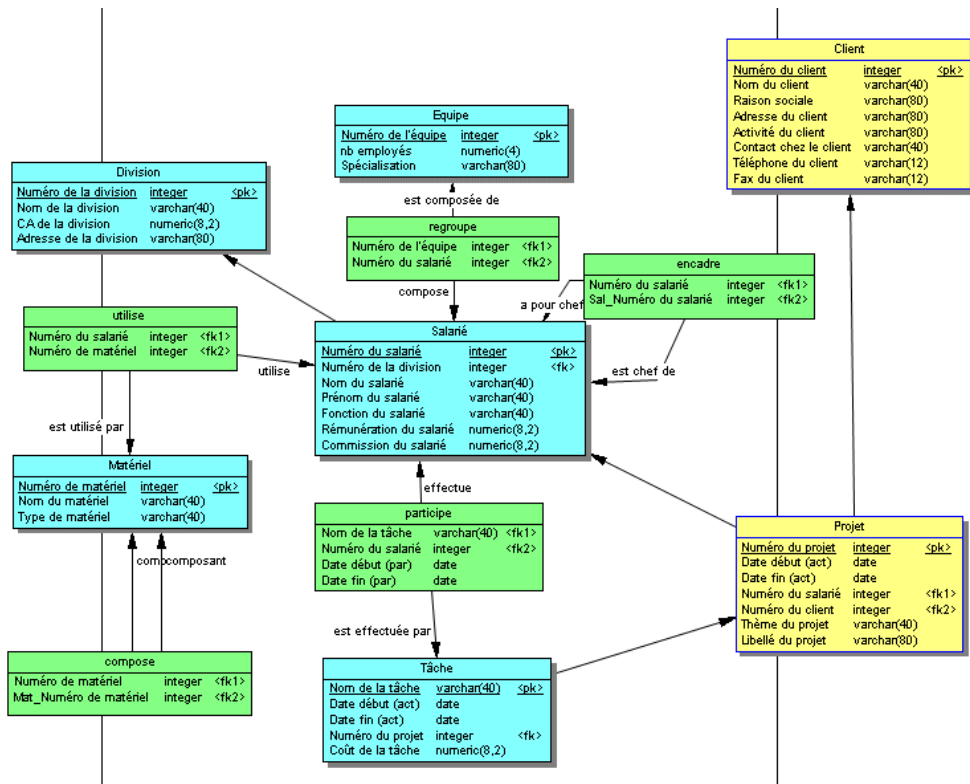 Client
Numéro du client integer <pk>
Nom du client varchar(40)
Raison sociale varchar(80)
Adresse du client varchar(80)
Activité du client varchar(80)
Contact chez le client varchar(40)
Téléphone du client varchar(12)
Fax du client varchar(12)
Equipe
Numéro de l'équipe integer <pk>
nb employés numeric(4)
Spécialisation varchar(80)
Division
Numéro de la division integer <pk>
Nom de la division varchar(40)
CA de la division numeric(8,2)
Adresse de la division varchar(80)
est composée de
regroupe
Numéro de l'équipe integer <fk1>
Numéro du salarié integer <fk2>
compose
encadre
Numéro du salarié integer <fk1>
Sal_Numéro du salarié integer <fk2>
a pour chef
est chef de
utilise
Numéro du salarié integer <fk1>
Numéro de matériel integer <fk2>
utilise
est utilisé par
Salarié
Numéro du salarié integer <pk>
Numéro de la division integer <fk>
Nom du salarié varchar(40)
Prénom du salarié varchar(40)
Fonction du salarié varchar(40)
Rémunération du salarié numeric(8,2)
Commission du salarié numeric(8,2)
Matériel
Numéro de matériel integer <pk>
Nom du matériel varchar(40)
Type de matériel varchar(40)
effectue
participe
Nom de la tâche varchar(40) <fk1>
Numéro du salarié integer <fk2>
Date début (par) date
Date fin (par) date
est effectuée par
Projet
Numéro du projet integer <pk>
Date début (act) date
Date fin (act) date
Numéro du salarié integer <fk1>
Numéro du client integer <fk2>
Thème du projet varchar(40)
Libellé du projet varchar(80)
composant
compose
Numéro de matériel integer <fk1>
Mat_Numéro de matériel integer <fk2>
Tâche
Nom de la tâche varchar(40) <pk>
Date début (act) date
Date fin (act) date
Numéro du projet integer <fk>
Coût de la tâche numeric(8,2)